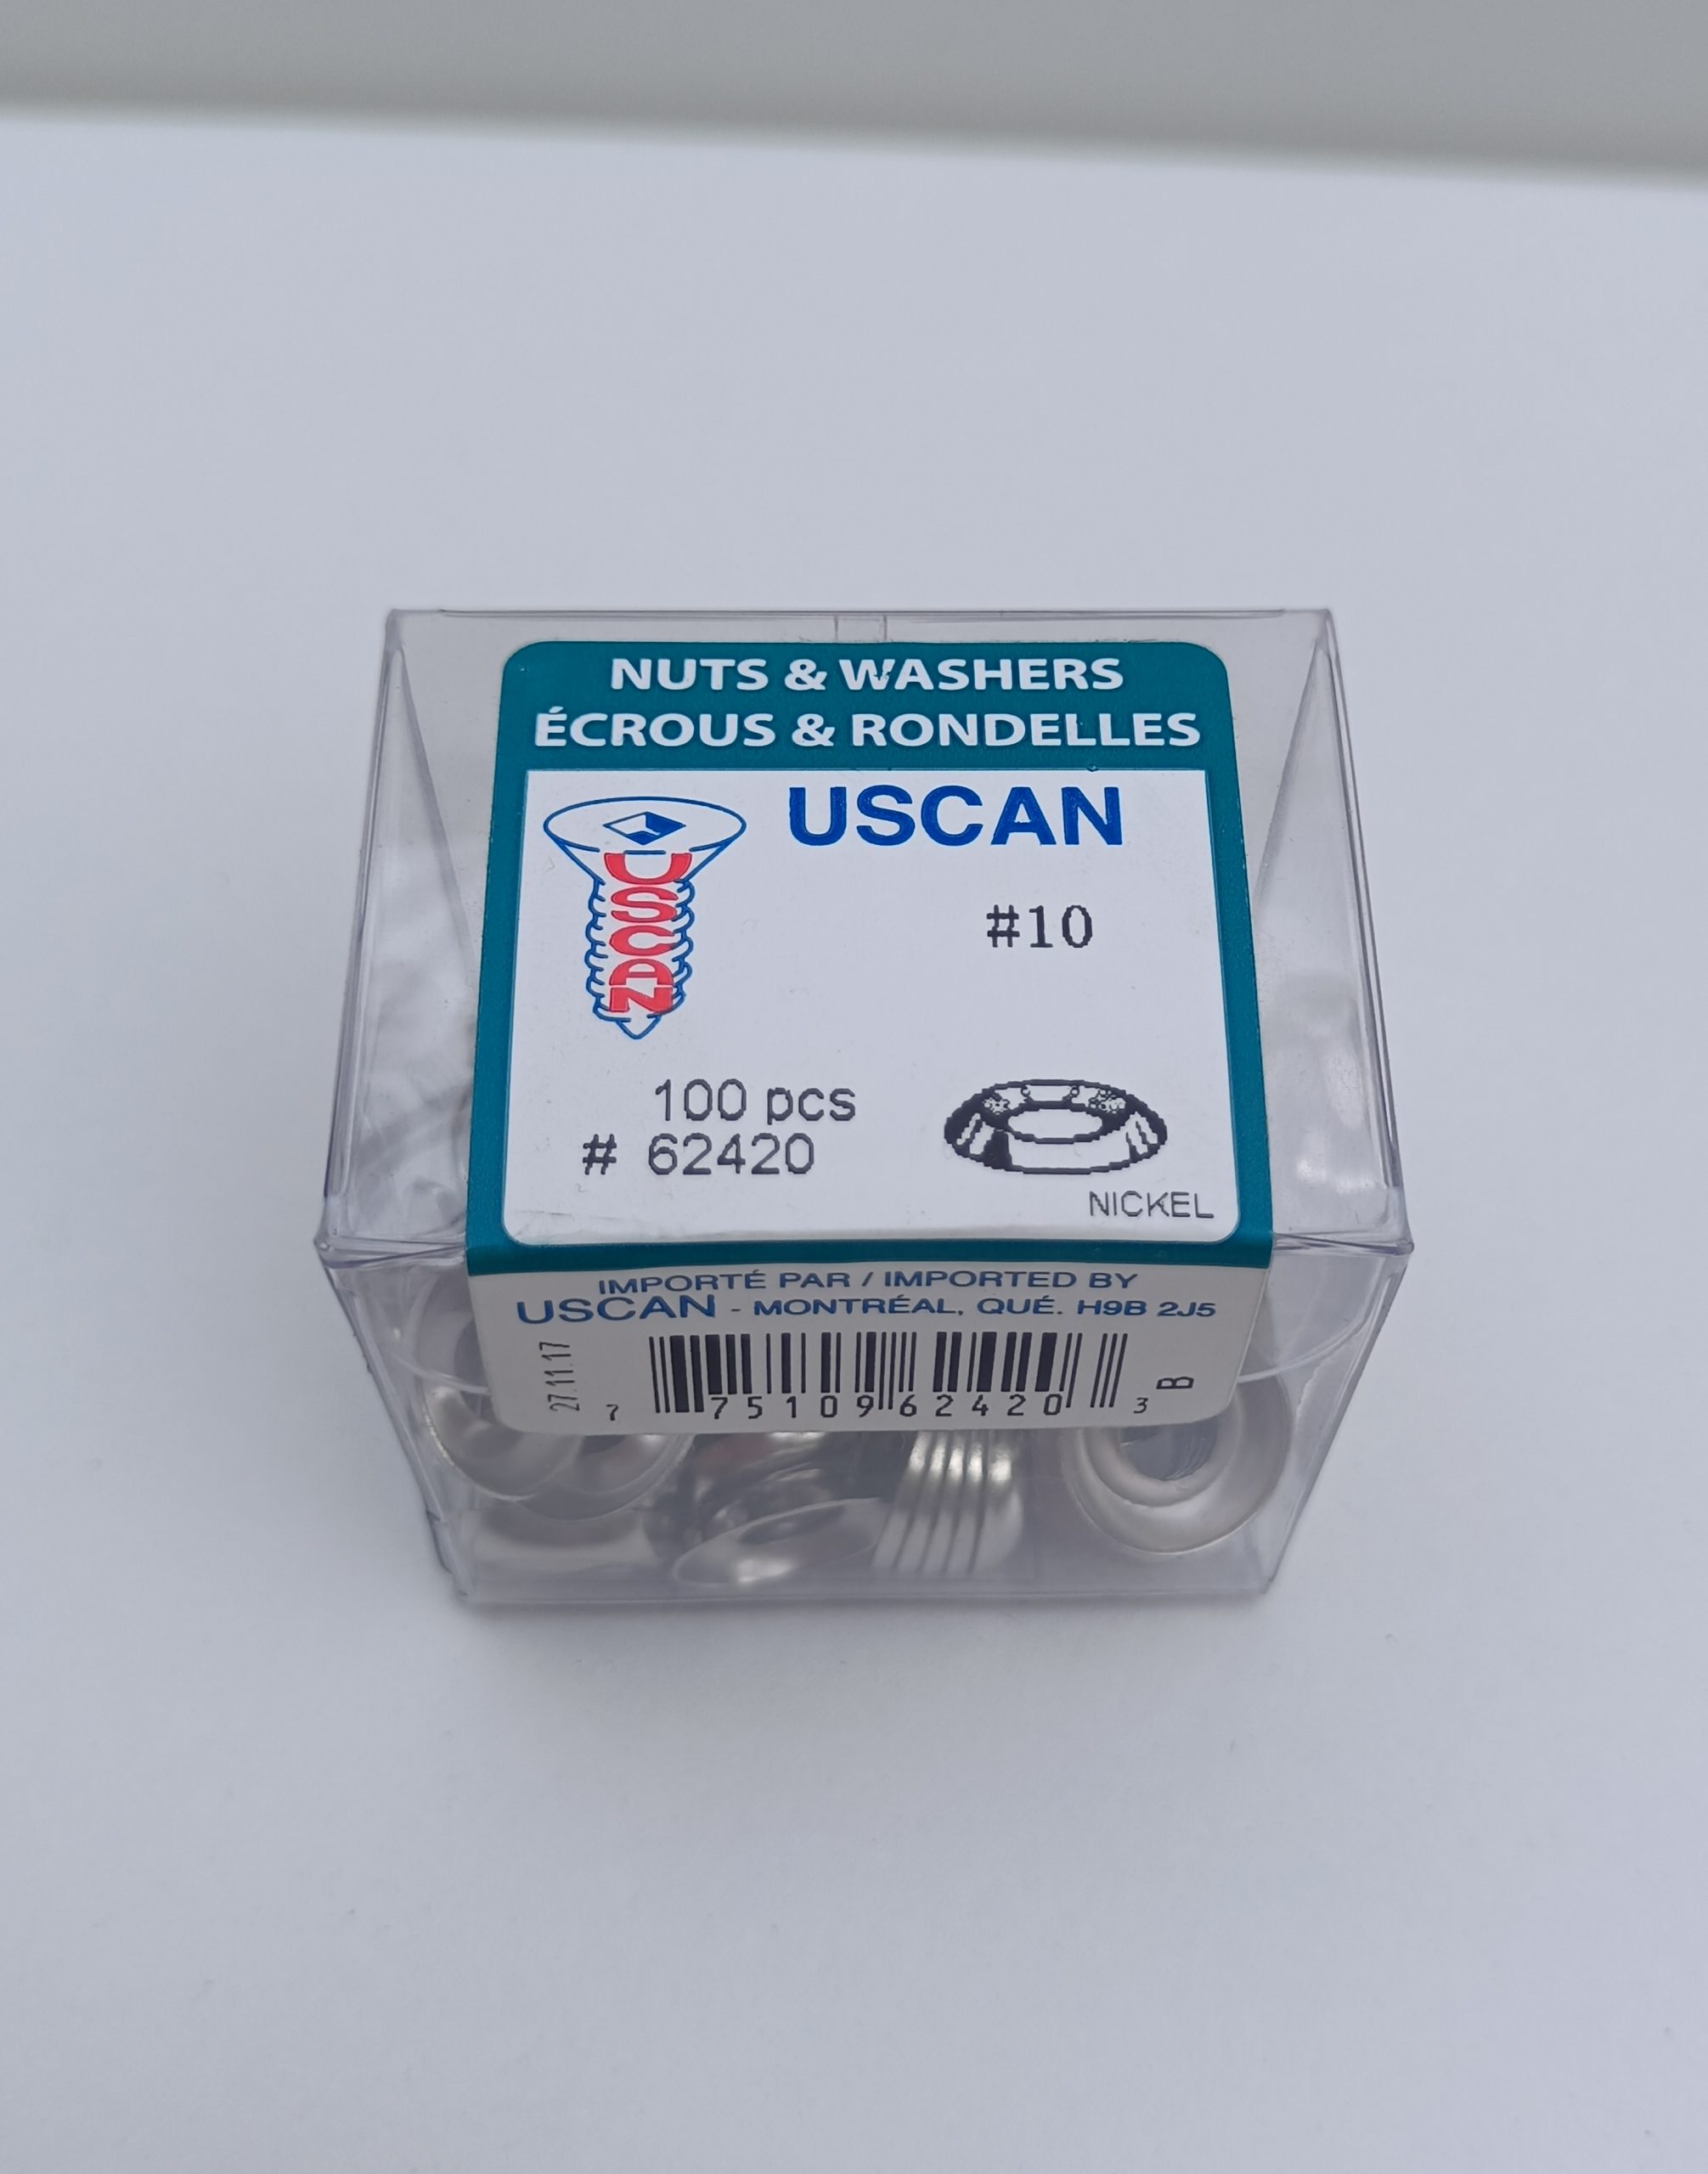 NUTS & WASHERS
ÉCROUS & RONDELLES
USCAN
USCAN
#10
100 pcs
# 62420
NICKEL
IMPORTÉ PAR / IMPORTED BY
USCAN - MONTRÉAL, QUÉ. H9B 2J5
27.11.17
7 75109 62420 3
B